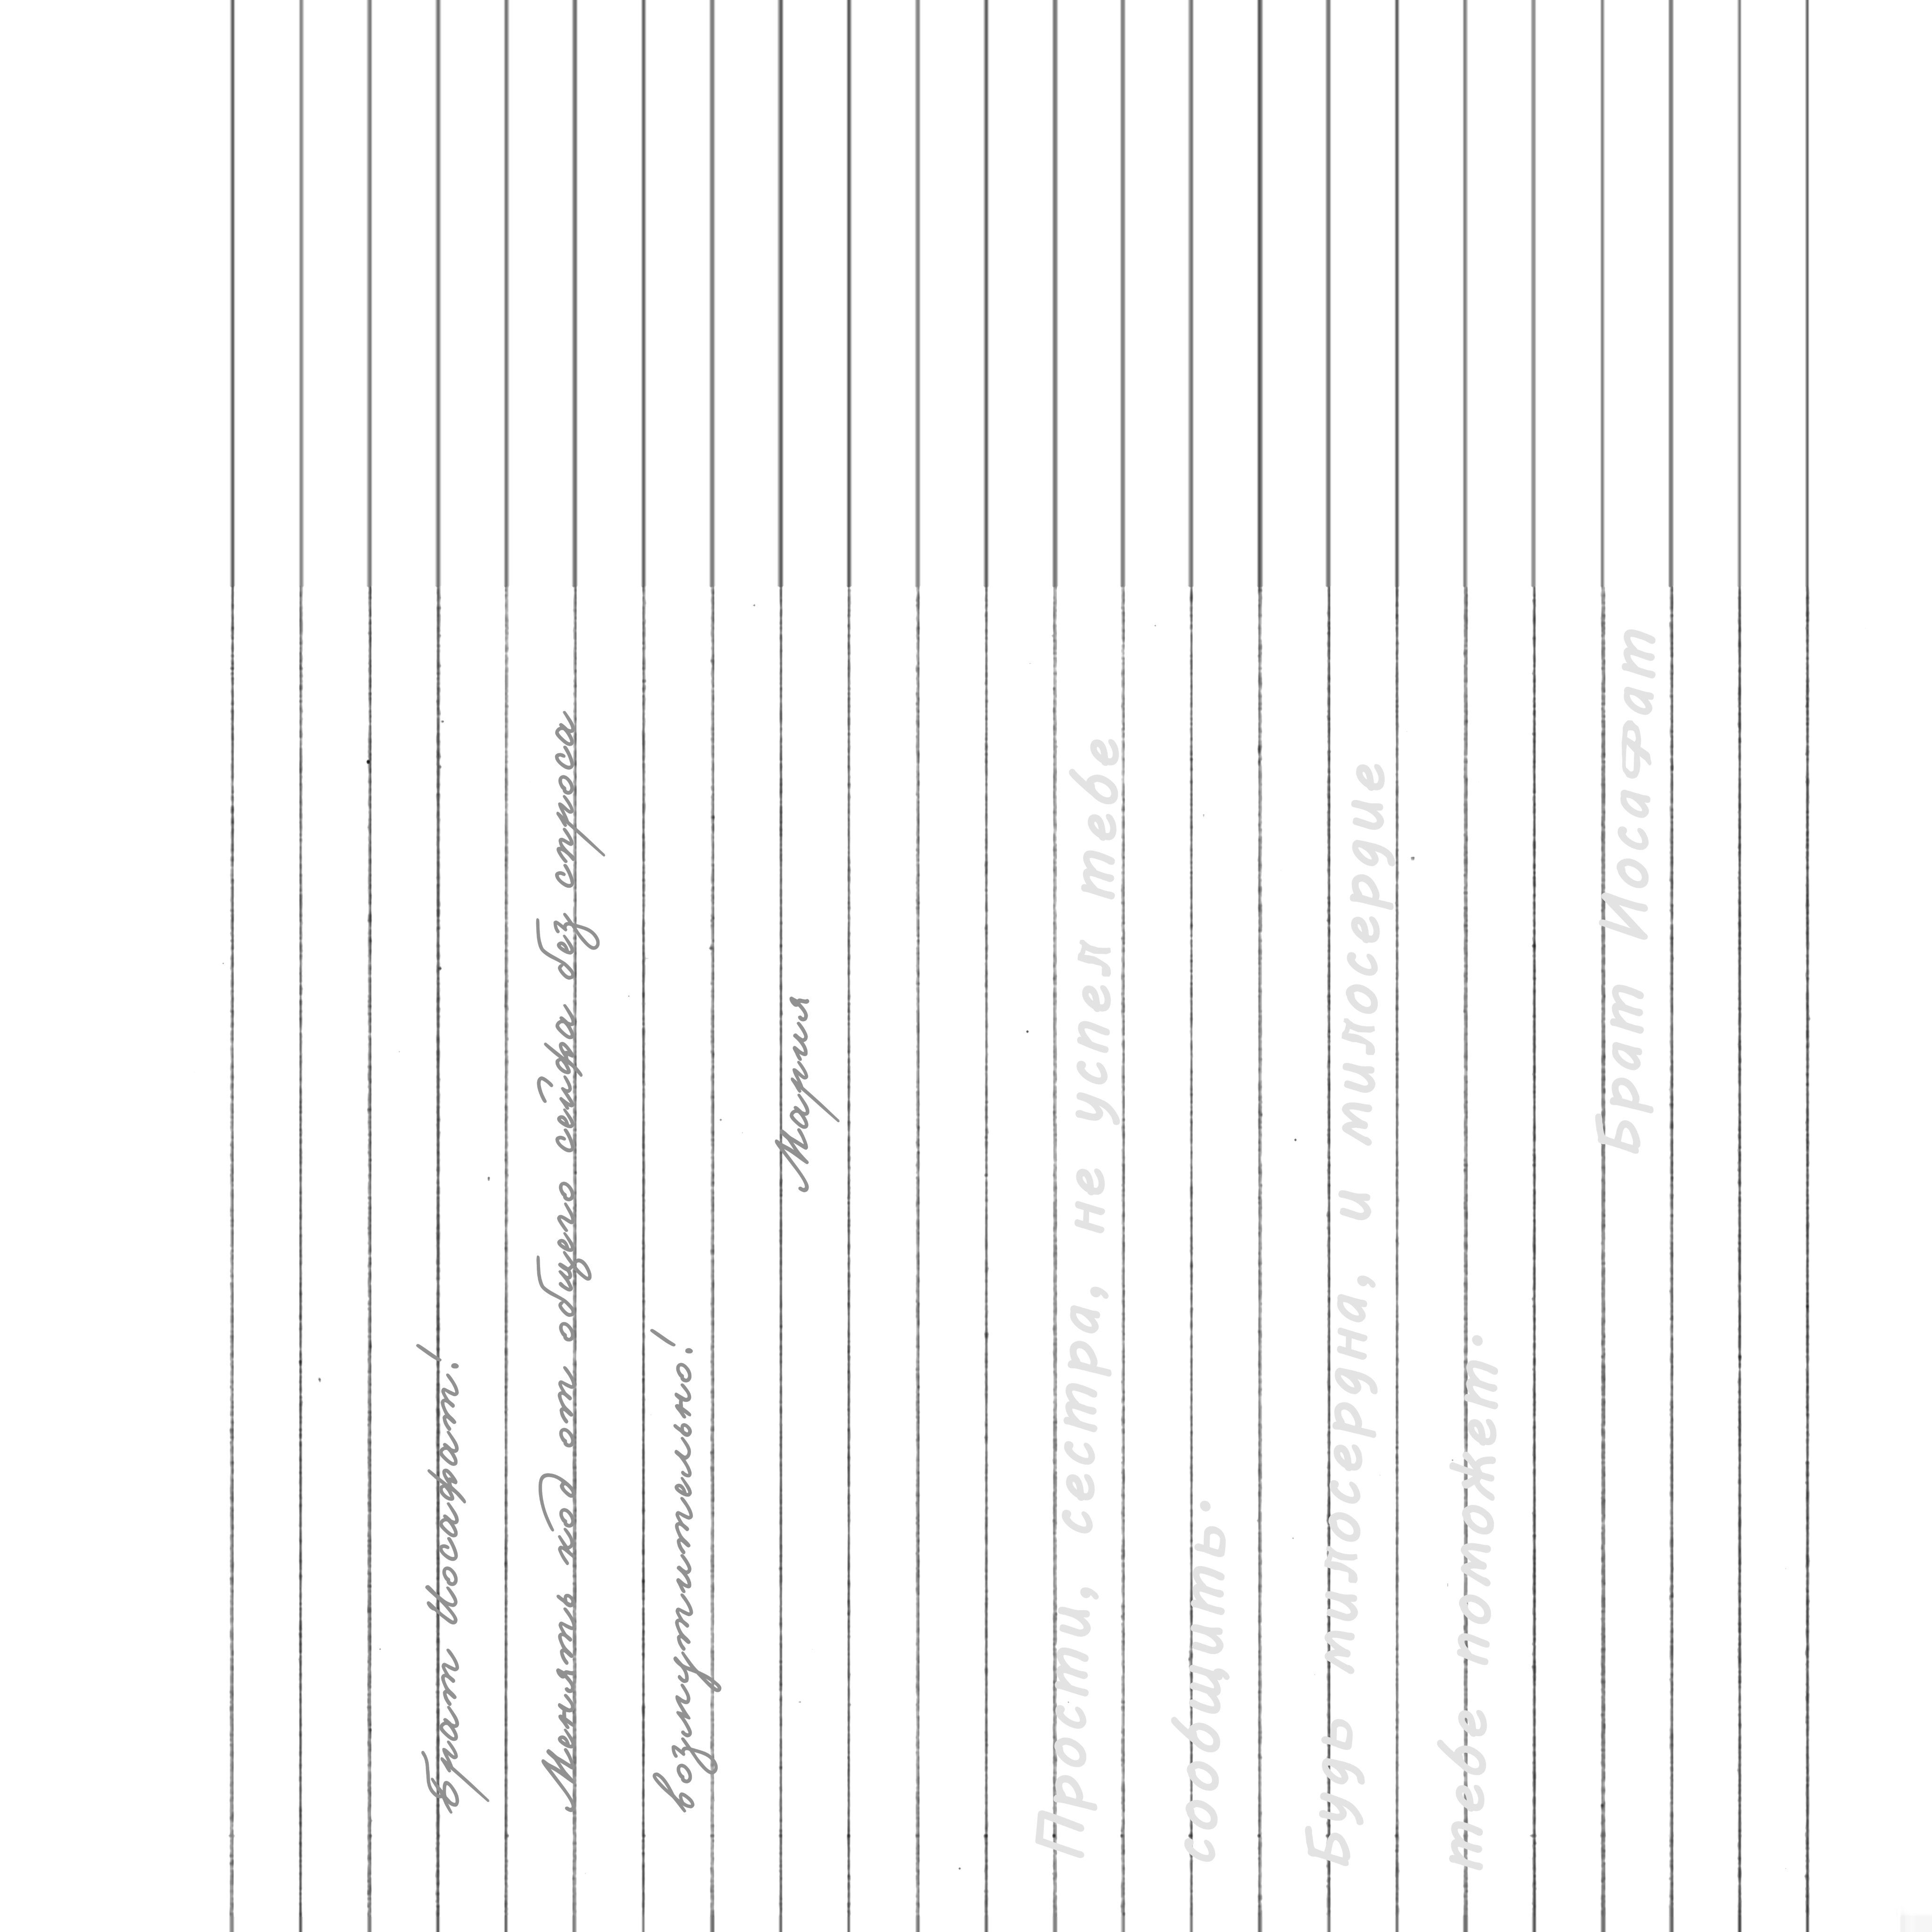 Брат Иосафат!
Менять код от общего сейфа без спроса
возмутительно!
Мария
Прости, сестра, не успел тебе
сообщить.
Будь милосердна, и милосердие
тебе поможет.
Брат Иосафат